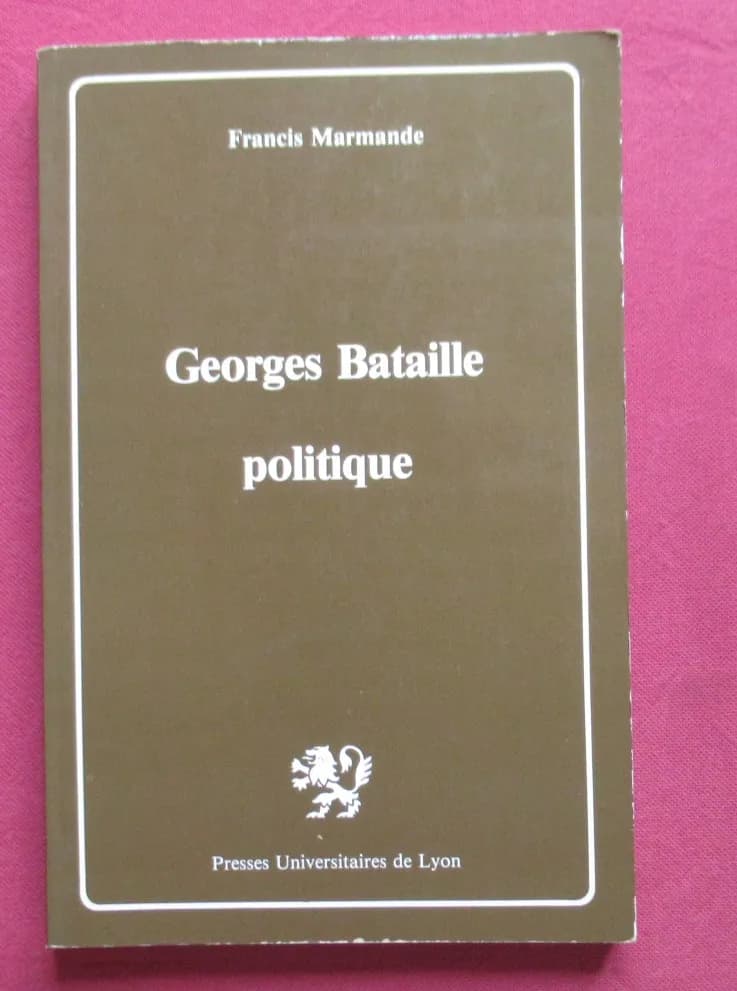 Francis Marmande
Georges Bataille
politique
Presses Universitaires de Lyon